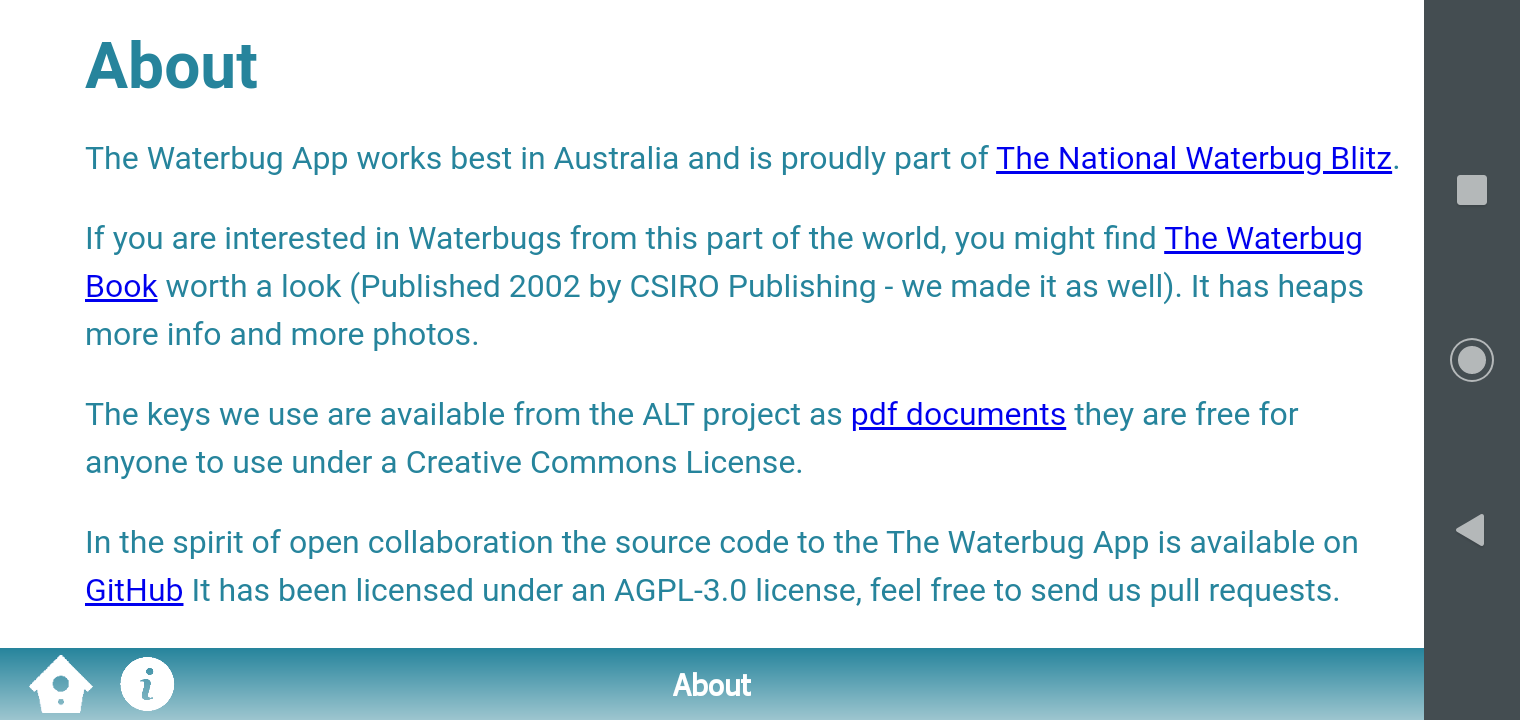 About
The Waterbug App works best in Australia and is proudly part of The National Waterbug Blitz.
If you are interested in Waterbugs from this part of the world, you might find The Waterbug
Book worth a look (Published 2002 by CSIRO Publishing - we made it as well). It has heaps
more info and more photos.
The keys we use are available from the ALT project as pdf documents they are free for
anyone to use under a Creative Commons License.
In the spirit of open collaboration the source code to the The Waterbug App is available on
GitHub It has been licensed under an AGPL-3.0 license, feel free to send us pull requests.
i About